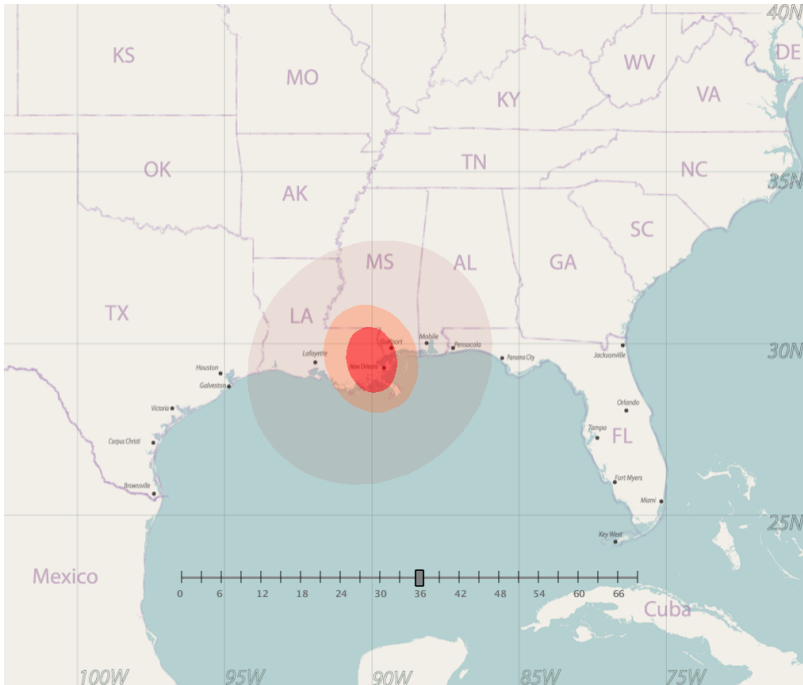 40N
KS
WV
DE
MO
KY
VA
TN
OK
NC
35N
AK
SC
MS
AL
GA
TX
LA
Mobile
Gulfport
Pensacola
30N
Lafayette
Panama City
Jacksonville
Houston
New Orleans
Galveston
Orlando
Victoria
Tampa
FL
Corpus Christi
Fort Myers
Brownsville
Miami
25N
Key West
Mexico
0 6 12 18 24 30 36 42 48 54 60 66
Cuba
100W 95W 90W 85W 75W